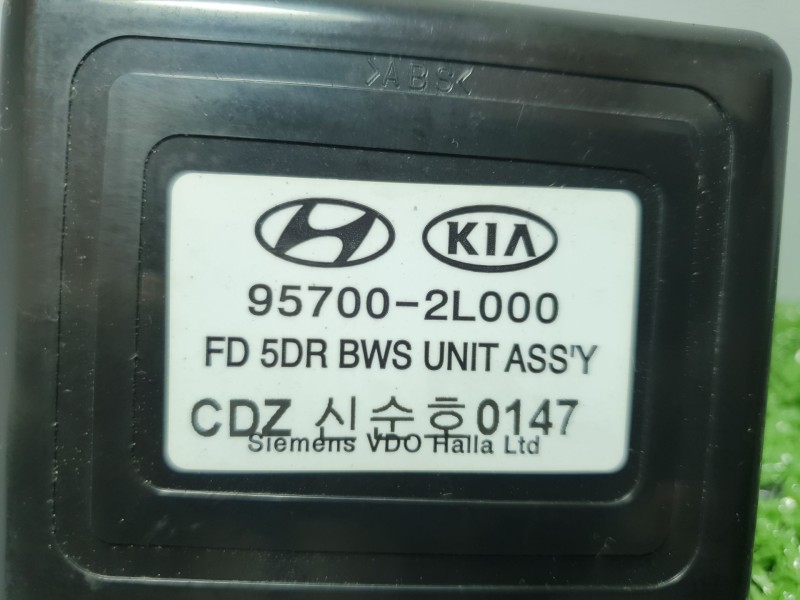 >ABS<
KIA
95700-2L000
FD 5DR BWS UNIT ASS'Y
CDZ 신순호0147
Siemens VDO Halla Ltd